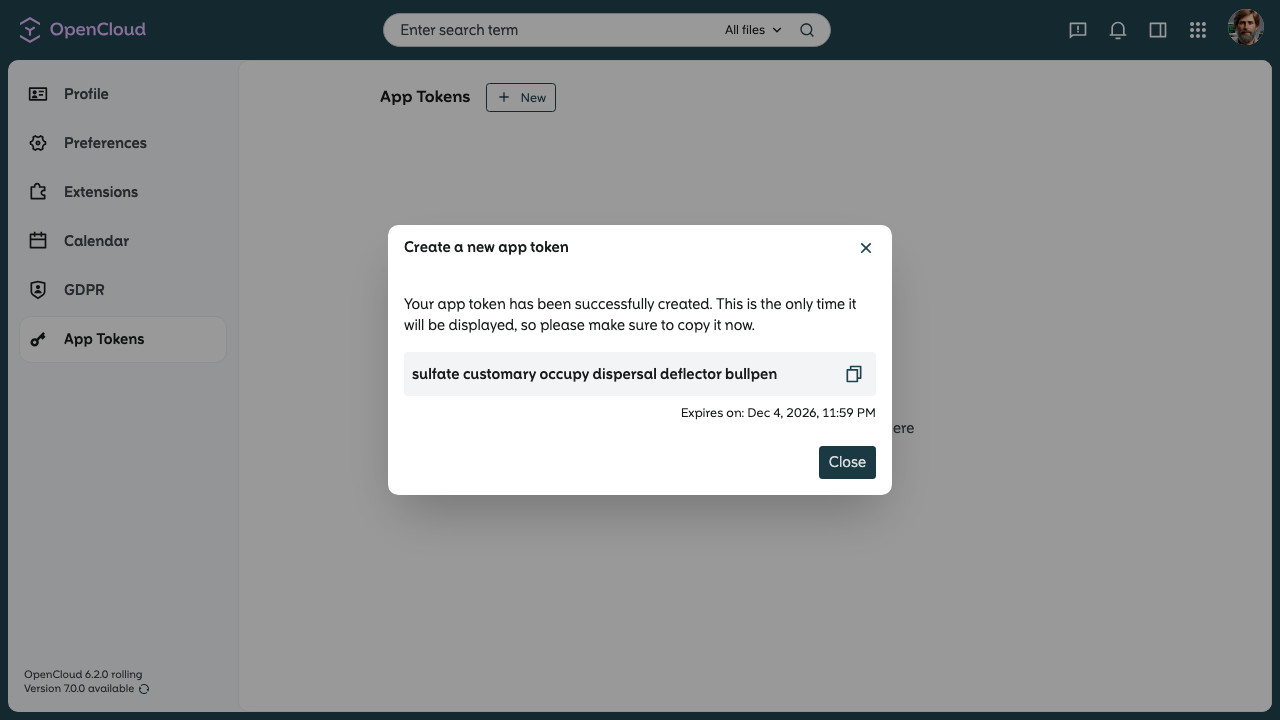 OpenCloud
Enter search term
All files
Profile
Preferences
Extensions
Calendar
GDPR
App Tokens
OpenCloud 6.2.0 rolling
Version 7.0.0 available
App Tokens
+ New
Create a new app token
Your app token has been successfully created. This is the only time it
will be displayed, so please make sure to copy it now.
sulfate customary occupy dispersal deflector bullpen
Expires on: Dec 4, 2026, 11:59 PM
Close